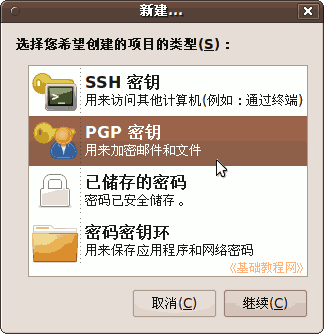 新建...
选择您希望创建的项目的类型(S)：
SSH 密钥
用来访问其他计算机(例如：通过终端)
PGP 密钥
用来加密邮件和文件
已储存的密码
密码已安全储存。
密码密钥环
用来保存应用程序和网络密码
《基础教程网》
取消(C)
继续(C)